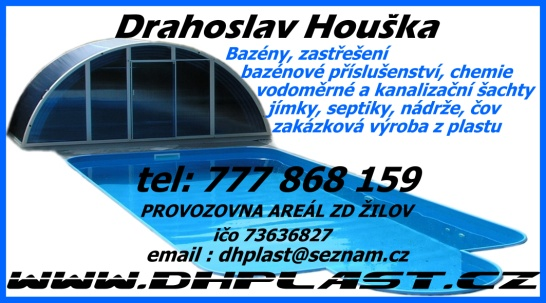 Drahoslav Houška
Bazény, zastřešení
bazénové příslušenství, chemie
vodoměrné a kanalizační šachty
jímky, septiky, nádrže, čov
zakázková výroba z plastu
tel: 777 868 159
PROVOZOVNA AREÁL ZD ŽILOV
ičo 73636827
email : dhplast@seznam.cz
WWW.DHPLAST.CZ